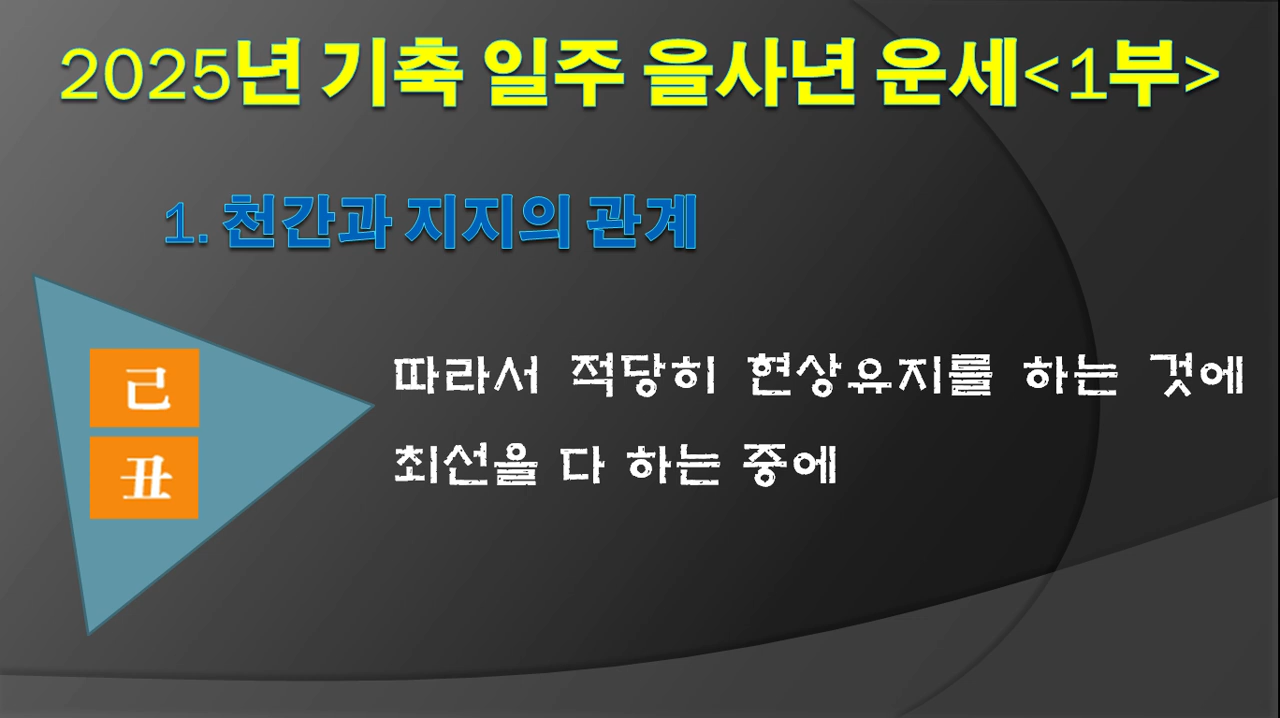 2025년 기축 일주 을사년 운세<1부>
1. 천간과 지지의 관계
己
丑
따라서 적당히 현상유지를 하는 것에
최선을 다 하는 중에